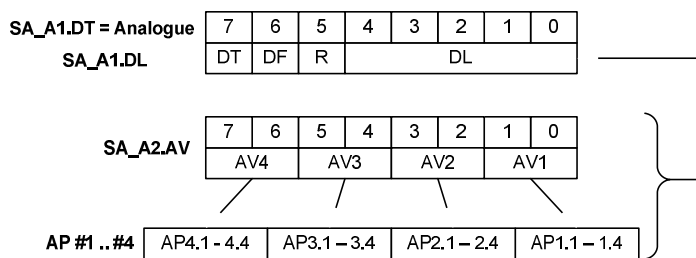 SA_A1.DT = Analogue 7 6 5 4 3 2 1 0
SA_A1.DL DT DF R DL
SA_A2.AV 7 6 5 4 3 2 1 0
AV4 AV3 AV2 AV1
AP #1 .. #4 AP4.1 - 4.4 AP3.1 – 3.4 AP2.1 – 2.4 AP1.1 – 1.4